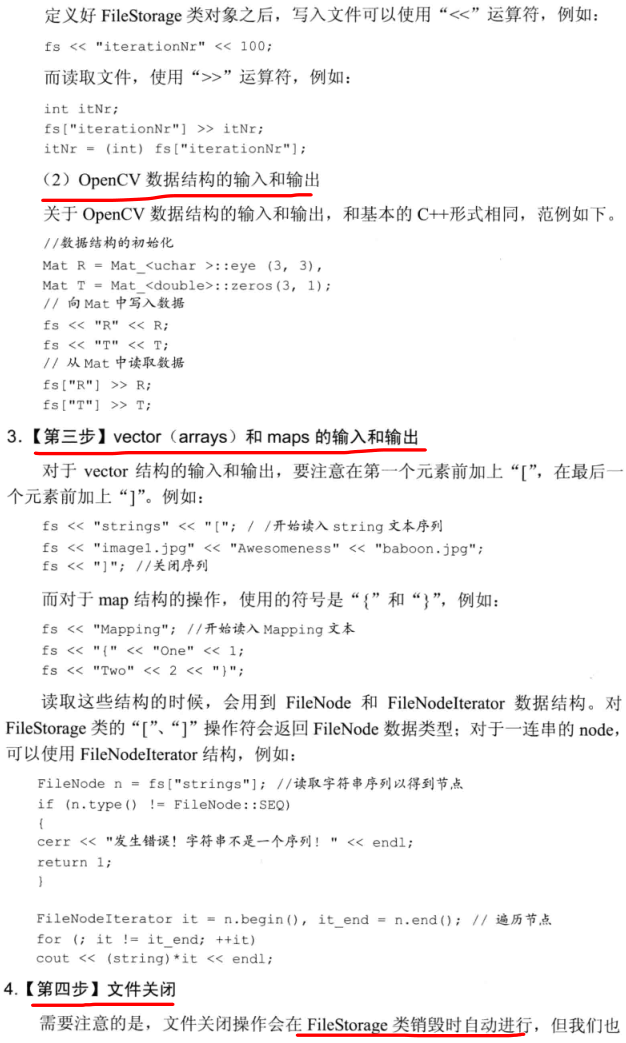 定义好 FileStorage 类对象之后，写入文件可以使用“<<”运算符，例如：
fs << "iterationNr" << 100;
而读取文件，使用“>>”运算符，例如：
int itNr;
fs["iterationNr"] >> itNr;
itNr = (int) fs["iterationNr"];
（2）OpenCV 数据结构的输入和输出
关于 OpenCV 数据结构的输入和输出，和基本的 C++形式相同，范例如下。
//数据结构的初始化
Mat R = Mat_<uchar >::eye (3, 3),
Mat T = Mat_<double>::zeros(3, 1);
// 向 Mat 中写入数据
fs << "R" << R;
fs << "T" << T;
// 从 Mat 中读取数据
fs["R"] >> R;
fs["T"] >> T;
3.【第三步】vector（arrays）和 maps 的输入和输出
对于 vector 结构的输入和输出，要注意在第一个元素前加上“[”，在最后一
个元素前加上“]”。例如：
fs << "strings" << "["; / /开始读入 string 文本序列
fs << "image1.jpg" << "Awesomeness" << "baboon.jpg";
fs << "]"; //关闭序列
而对于 map 结构的操作，使用的符号是“{”和“}”，例如：
fs << "Mapping"; //开始读入 Mapping 文本
fs << "{" << "One" << 1;
fs << "Two" << 2 << "}";
读取这些结构的时候，会用到 FileNode 和 FileNodeIterator 数据结构。对
FileStorage 类的“[”、“]”操作符会返回 FileNode 数据类型；对于一连串的 node，
可以使用 FileNodeIterator 结构，例如：
FileNode n = fs["strings"]; //读取字符串序列以得到节点
if (n.type() != FileNode::SEQ)
{
cerr << "发生错误！字符串不是一个序列！" << endl;
return 1;
}
FileNodeIterator it = n.begin(), it_end = n.end(); // 遍历节点
for (; it != it_end; ++it)
cout << (string)*it << endl;
4.【第四步】文件关闭
需要注意的是，文件关闭操作会在 FileStorage 类销毁时自动进行，但我们也